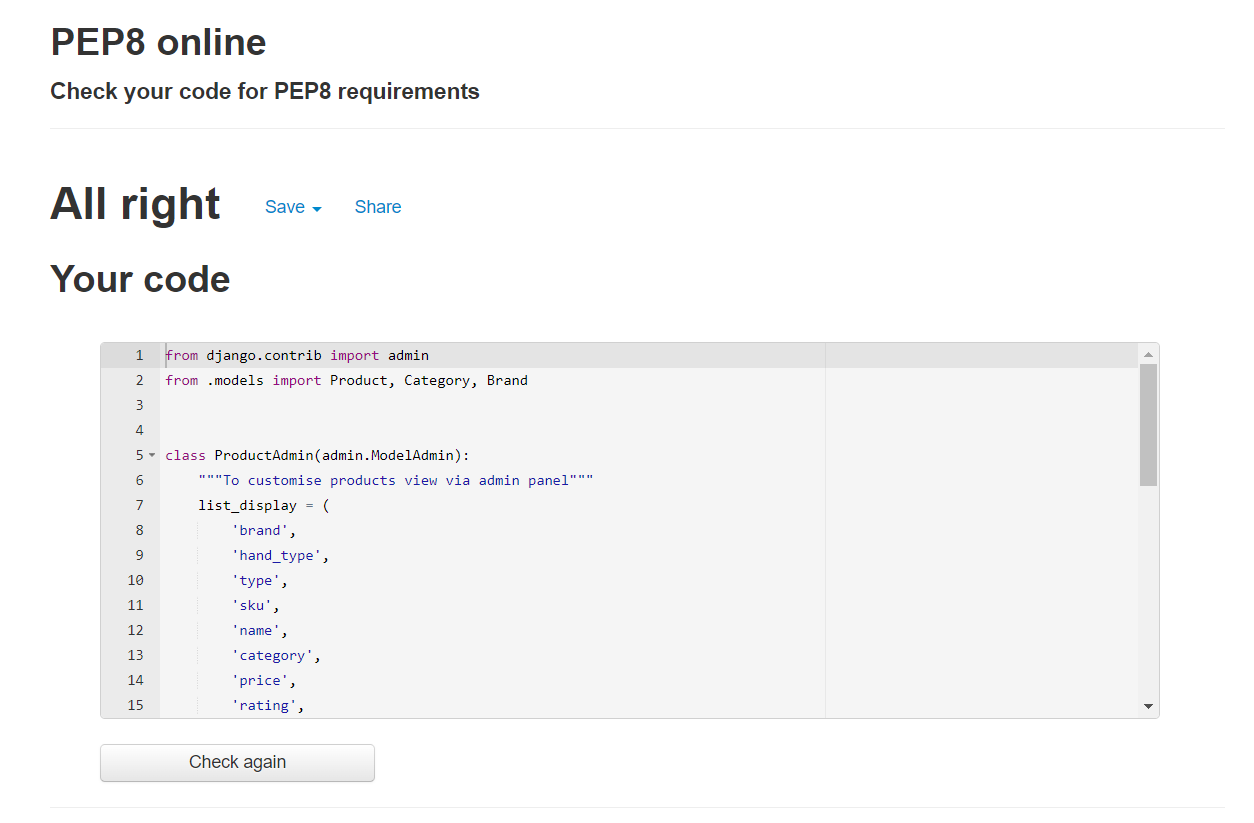 PEP8 online
Check your code for PEP8 requirements
All right Save Share
Your code
1 from django.contrib import admin
2 from .models import Product, Category, Brand
3
4
5 class ProductAdmin(admin.ModelAdmin):
6 """To customise products view via admin panel"""
7 list_display = (
8 'brand',
9 'hand_type',
10 'type',
11 'sku',
12 'name',
13 'category',
14 'price',
15 'rating',
Check again